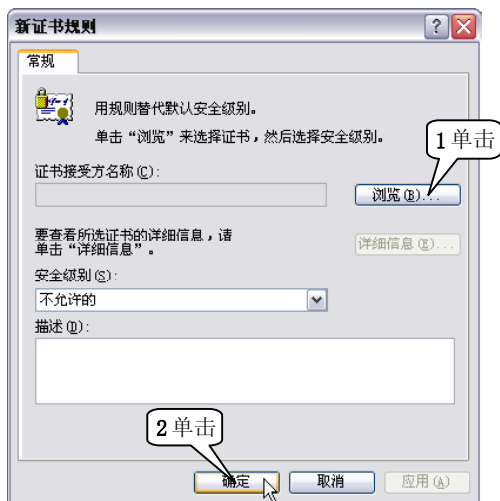 新证书规则
常规
用规则替代默认安全级别。
单击“浏览”来选择证书，然后选择安全级别。
1单击
证书接受方名称(C):
浏览(B)...
要查看所选证书的详细信息，请
单击“详细信息”。
详细信息(E)...
安全级别(S):
不允许的
描述(D):
2单击
确定
取消
应用(A)